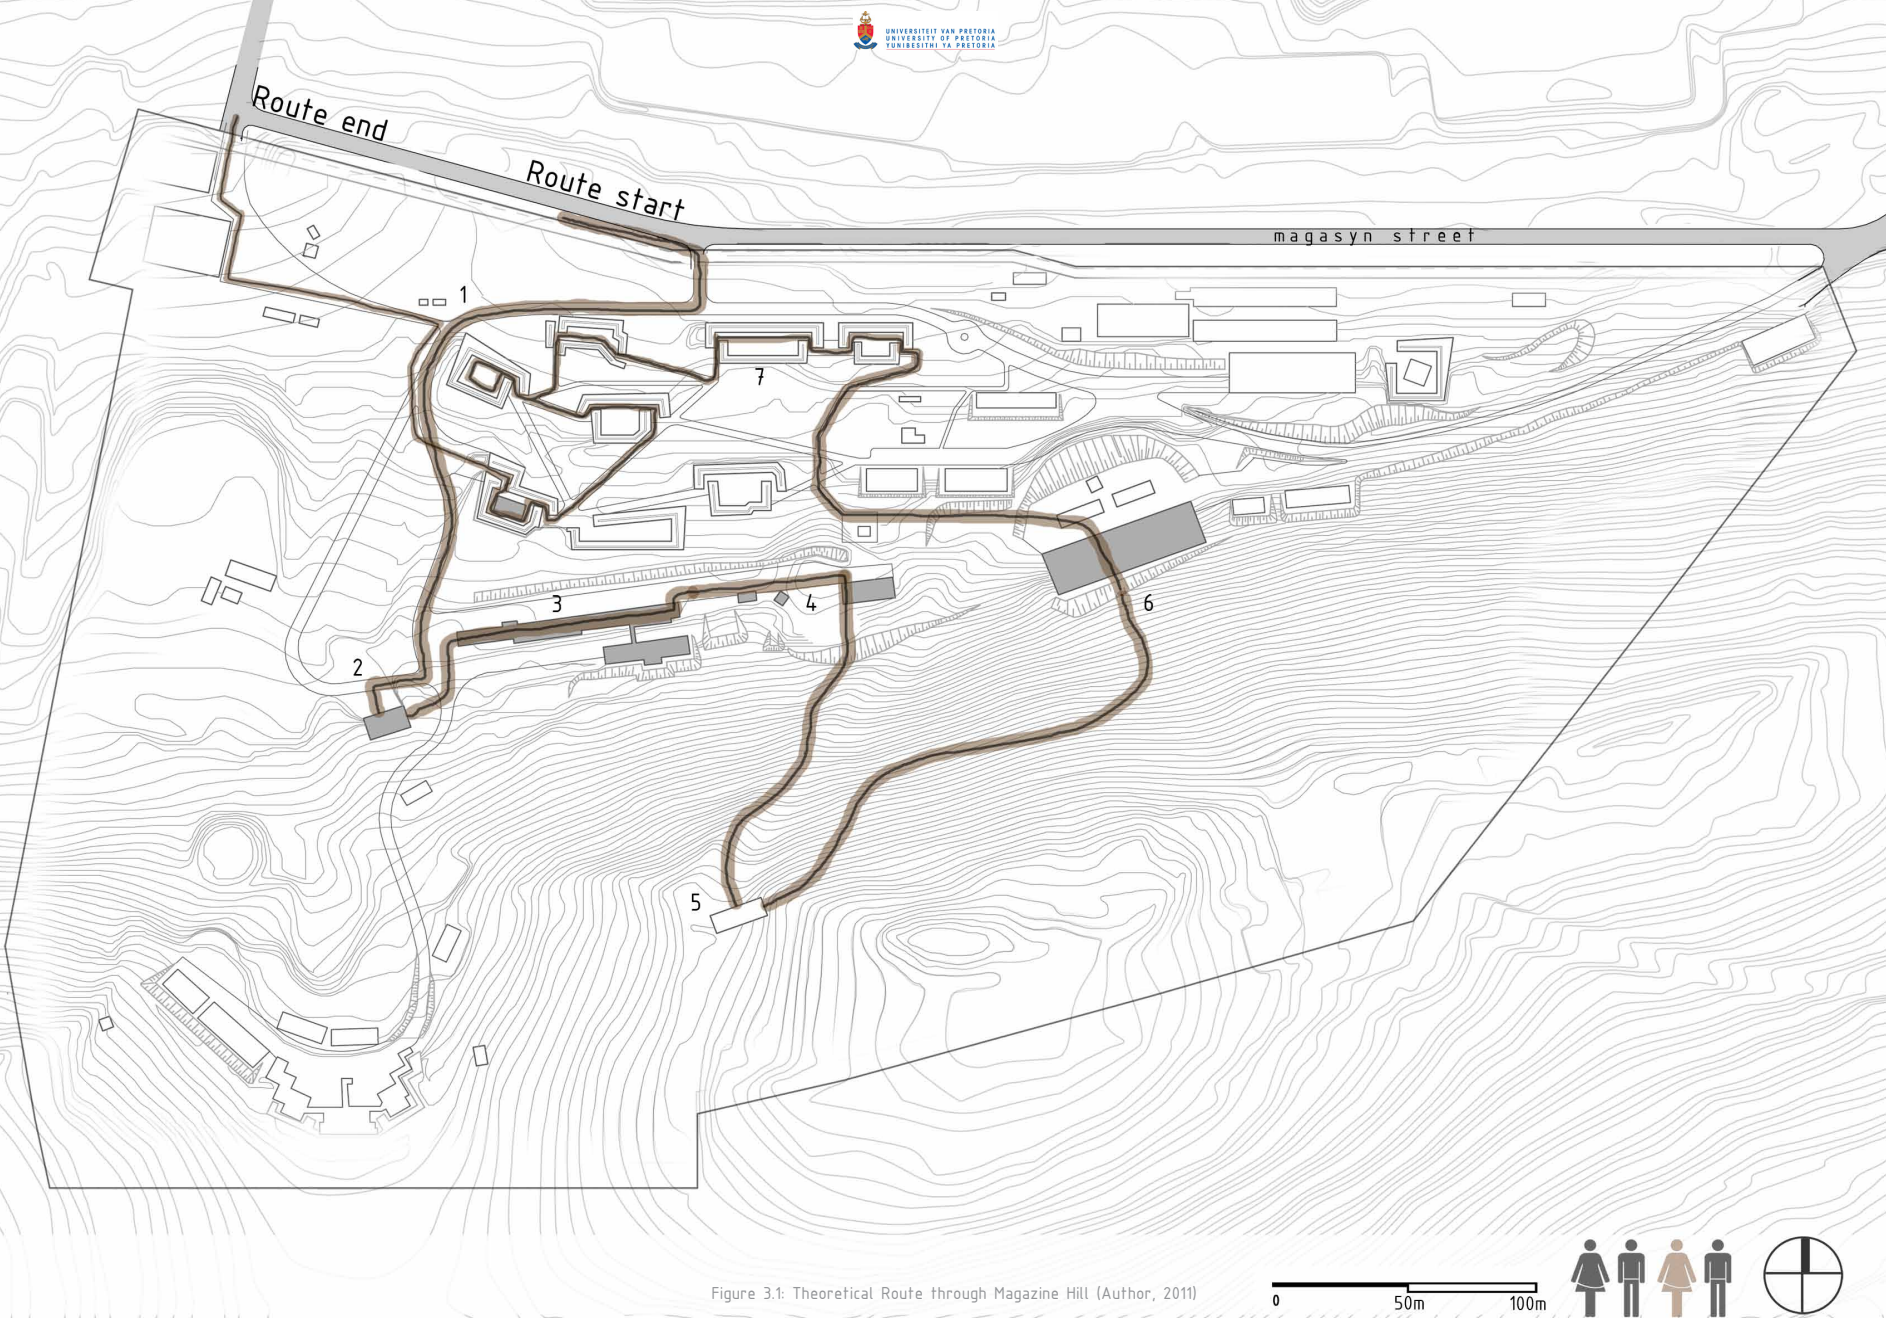 UNIVERSITEIT VAN PRETORIA
UNIVERSITY OF PRETORIA
YUNIBESITHI YA PRETORIA
Route end
Route start
magasyn street
1
7
3
4
6
2
5
Figure 3.1: Theoretical Route through Magazine Hill (Author, 2011)
0 50m 100m